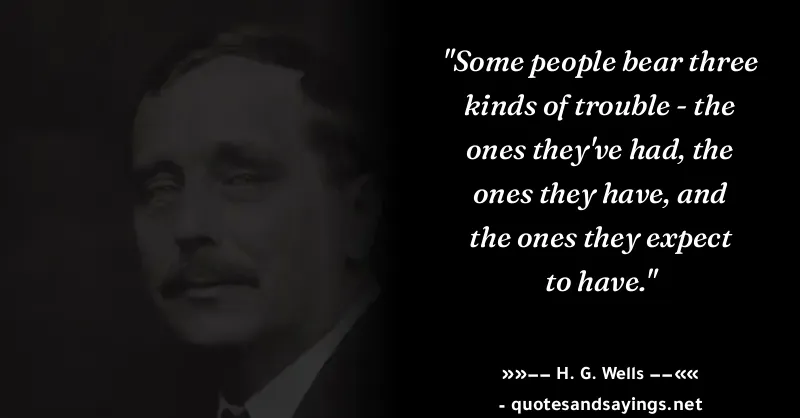 "Some people bear three
kinds of trouble - the
ones they've had, the
ones they have, and
the ones they expect
to have."
»»—— H. G. Wells ——««
- quotesandsayings.net